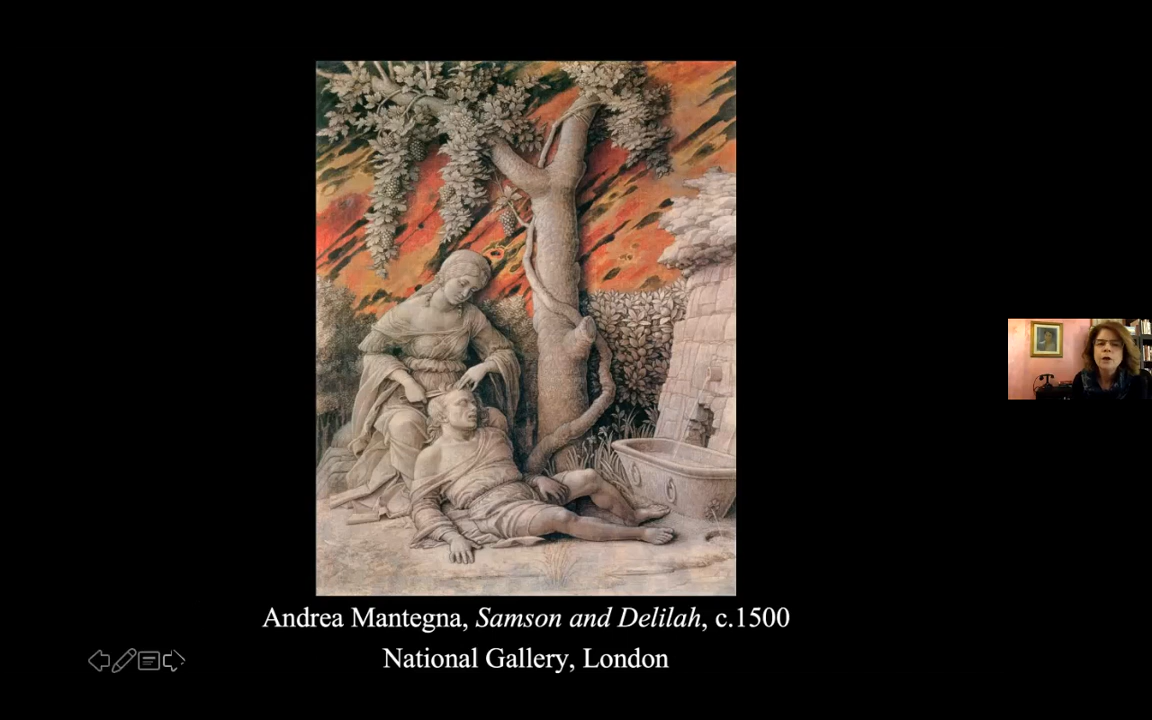 Andrea Mantegna, Samson and Delilah, c.1500
National Gallery, London